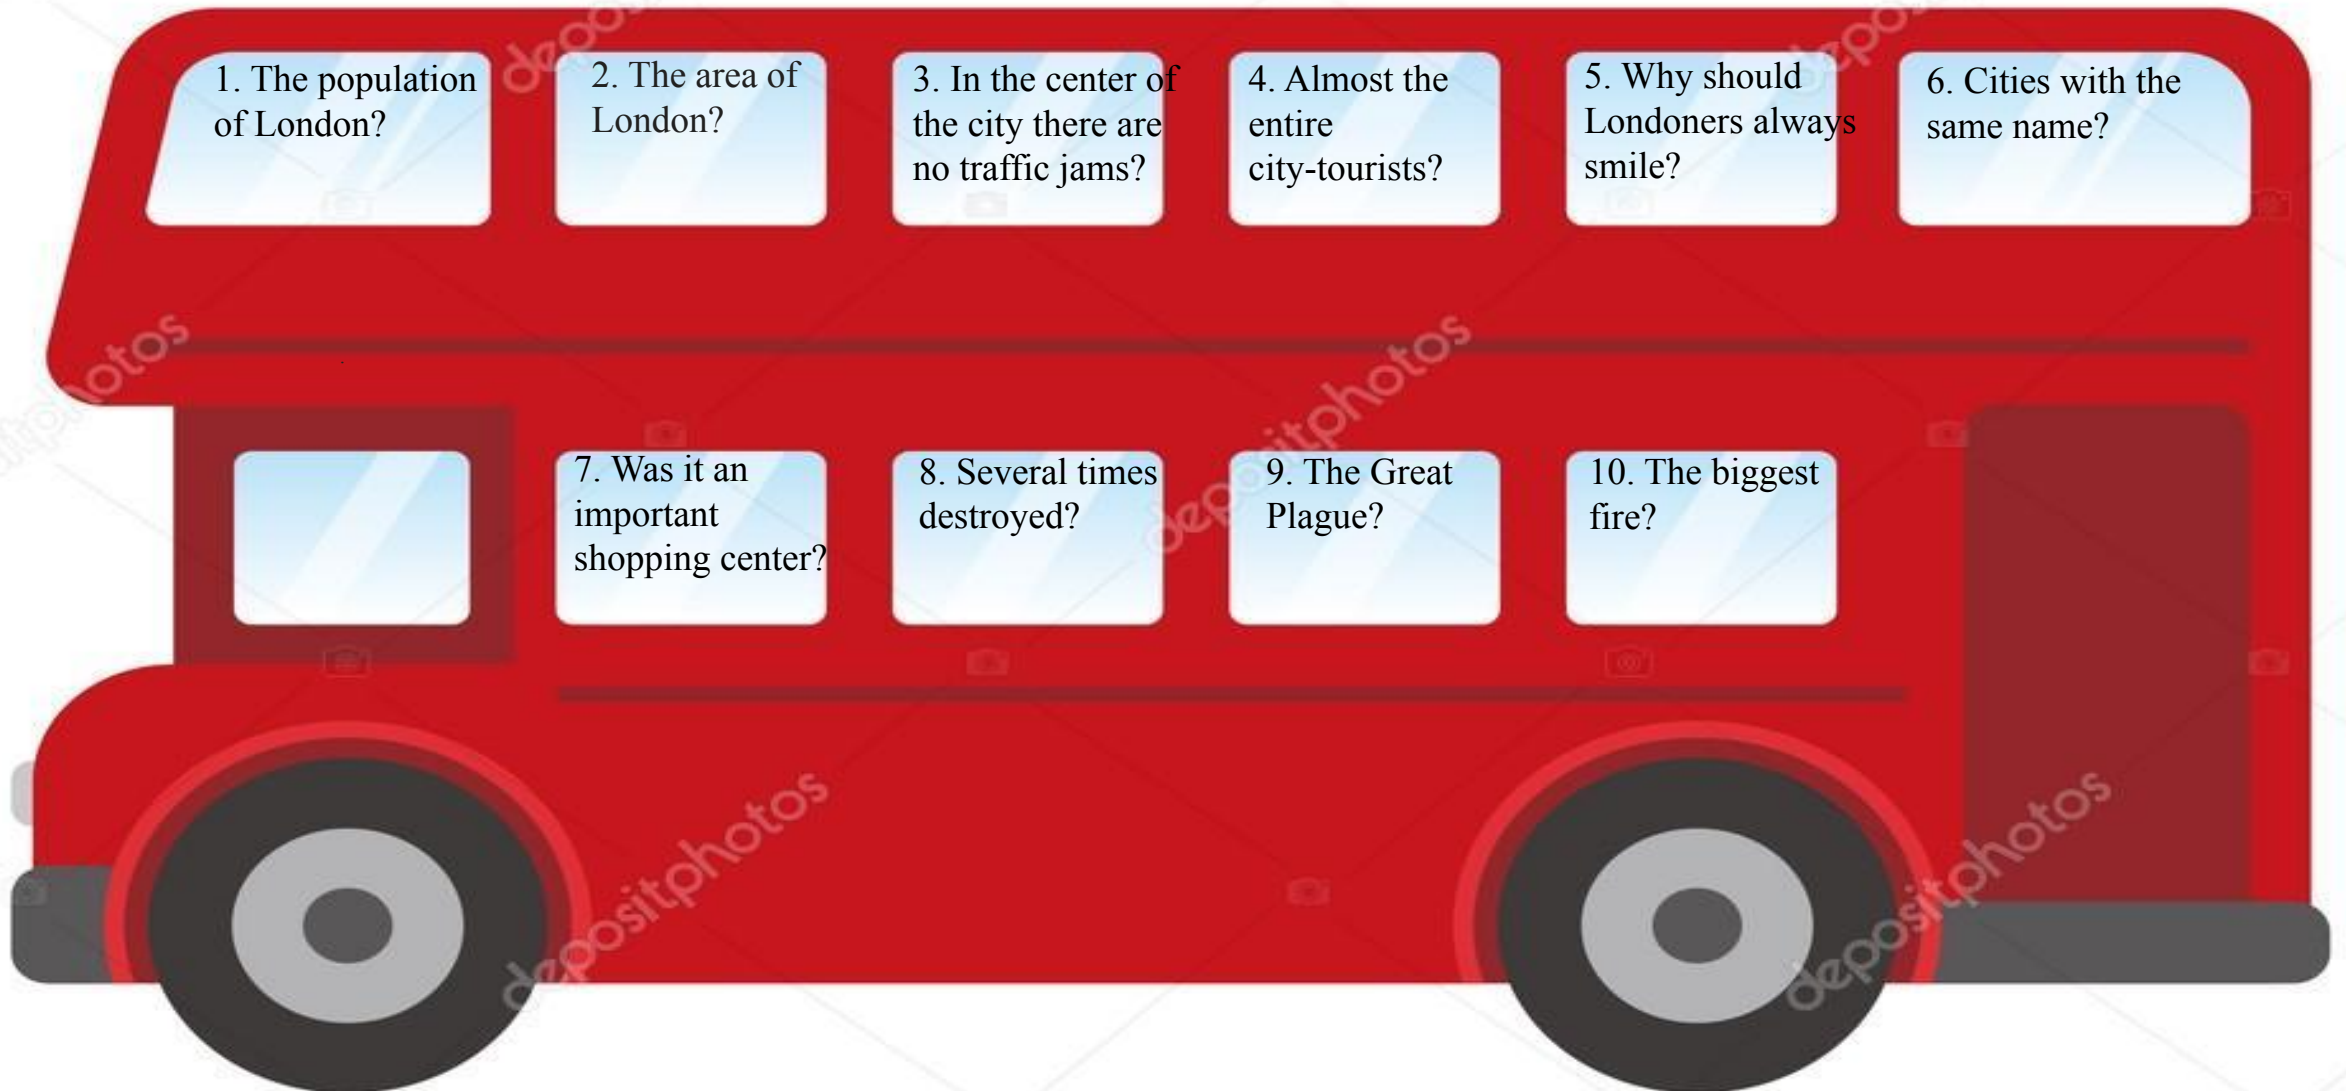 1. The population
of London?
2. The area of
London?
3. In the center of
the city there are
no traffic jams?
4. Almost the
entire
city-tourists?
5. Why should
Londoners always
smile?
6. Cities with the
same name?
7. Was it an
important
shopping center?
8. Several times
destroyed?
9. The Great
Plague?
10. The biggest
fire?
depositphotos
depositphotos
depositphotos